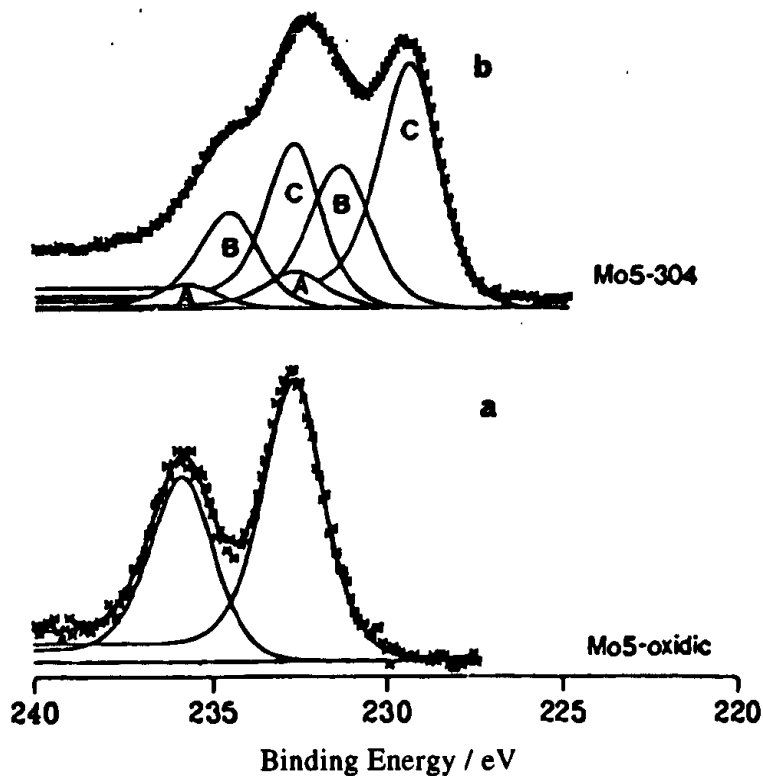 b
C
C
B
B
A
A
Mo5-304
a
Mo5-oxidic
240 235 230 225 220
Binding Energy / eV